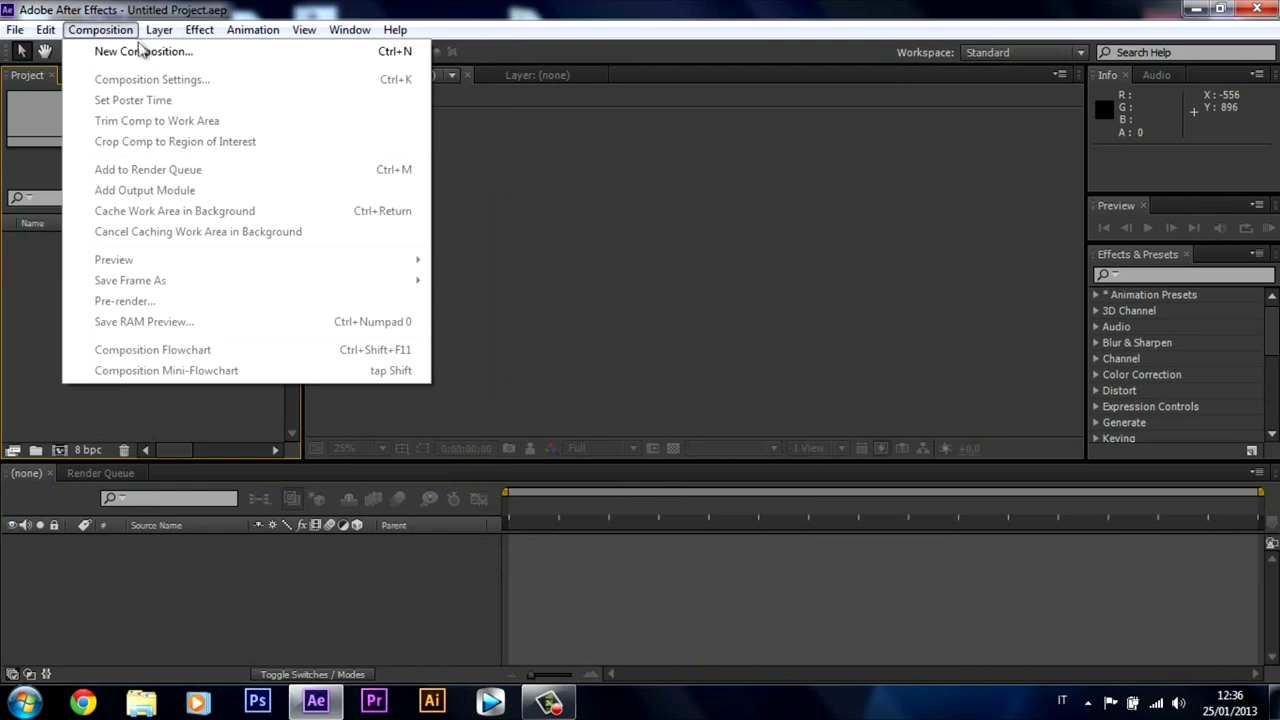 Adobe After Effects - Untitled Project.aep
File Edit Composition Layer Effect Animation View Window Help
Workspace: Standard Search Help
New Composition... Ctrl+N
Composition Settings... Ctrl+K
Set Poster Time
Trim Comp to Work Area
Crop Comp to Region of Interest
Add to Render Queue Ctrl+M
Add Output Module
Cache Work Area in Background Ctrl+Return
Cancel Caching Work Area in Background
Preview
Save Frame As
Pre-render...
Save RAM Preview... Ctrl+Numpad 0
Composition Flowchart Ctrl+Shift+F11
Composition Mini-Flowchart tap Shift
Project
Name
8 bpc
Layer: (none)
25% 0:00:00:00 Full 1 View +0,0
Info Audio
R: X: -556
G: Y: 896
B:
A: 0
Preview
Effects & Presets
* Animation Presets
3D Channel
Audio
Blur & Sharpen
Channel
Color Correction
Distort
Expression Controls
Generate
Keying
(none) Render Queue
# Source Name fx Parent
Toggle Switches / Modes
Ps Ae Pr Ai
IT 12:36
25/01/2013